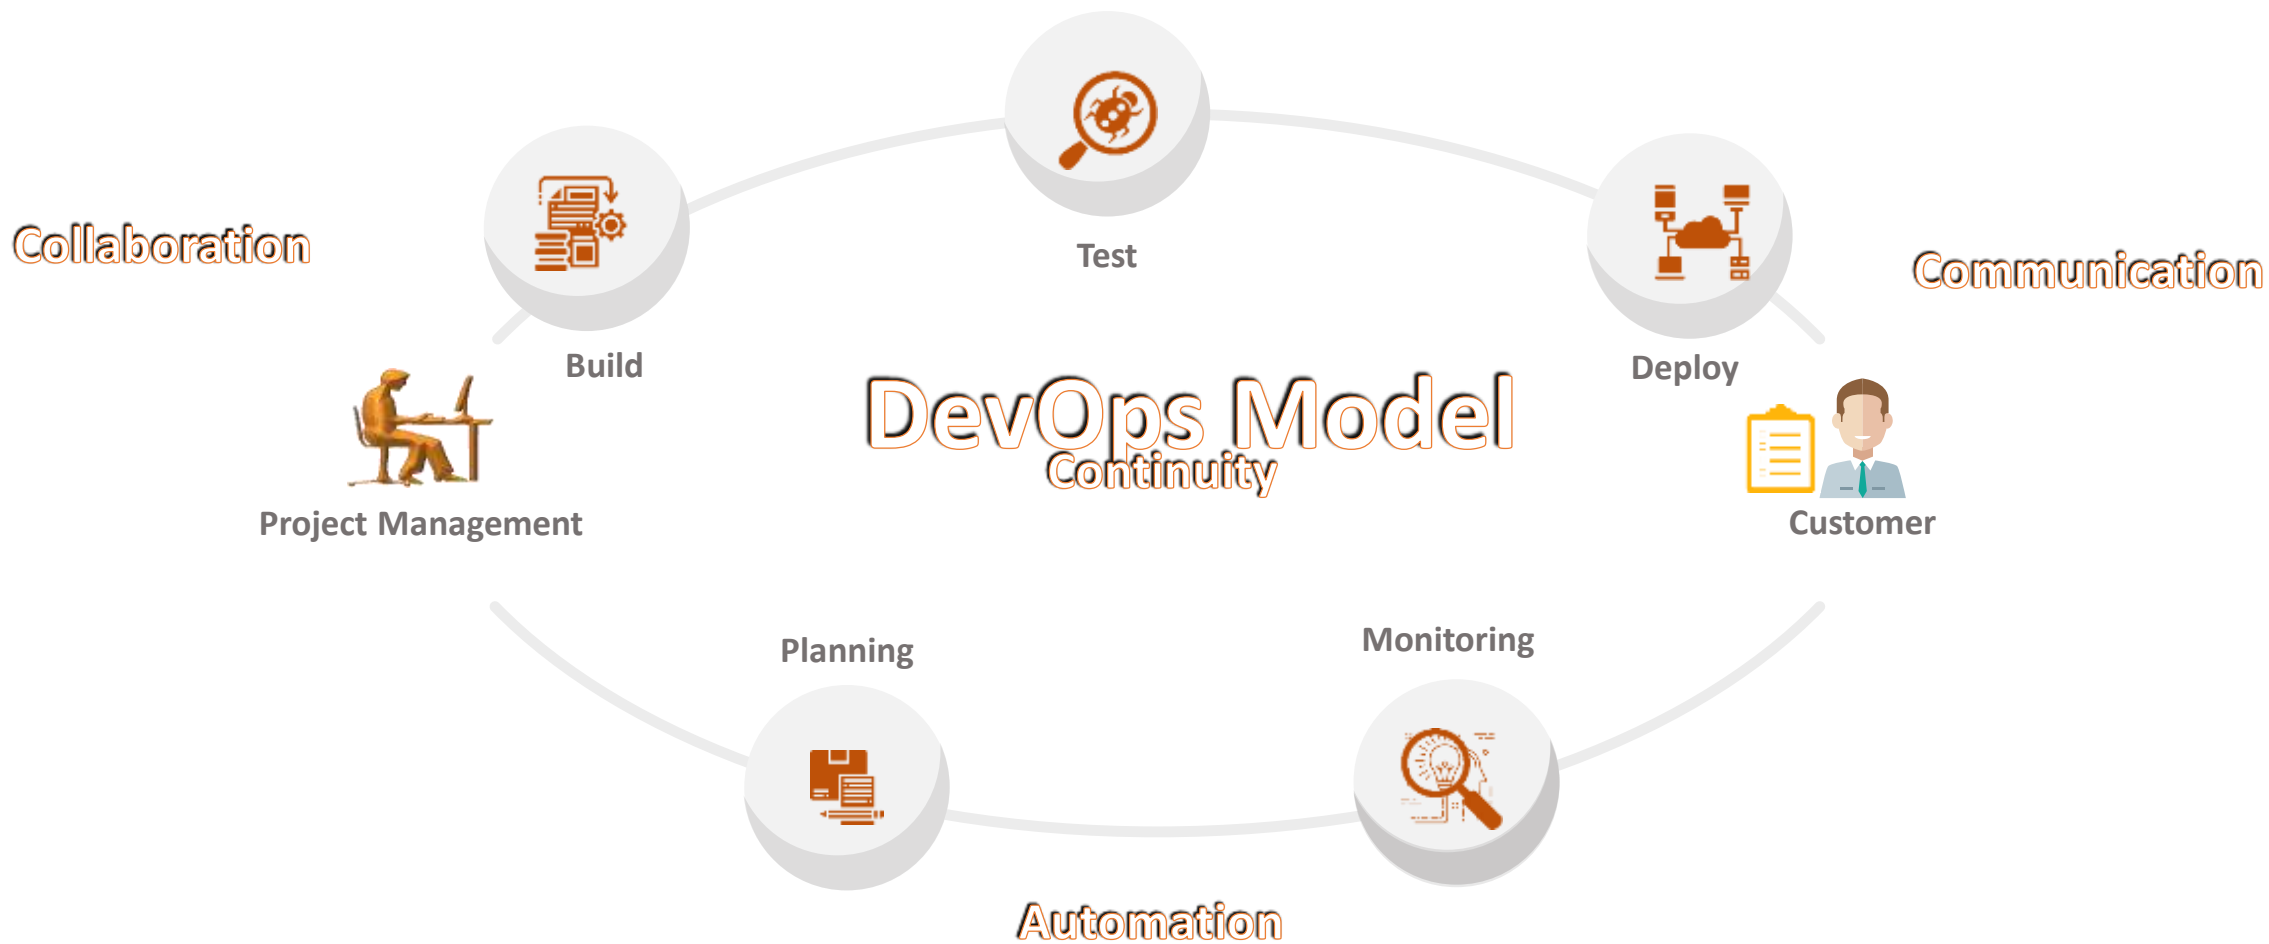 Test
Collaboration
Communication
Build
Deploy
DevOps Model
Continuity
Project Management
Customer
Planning
Monitoring
Automation